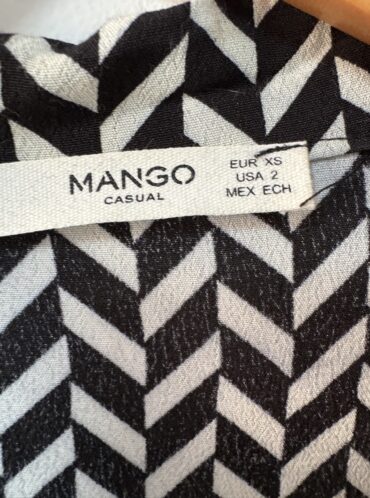 MANGO
CASUAL
EUR XS
USA 2
MEX ECH